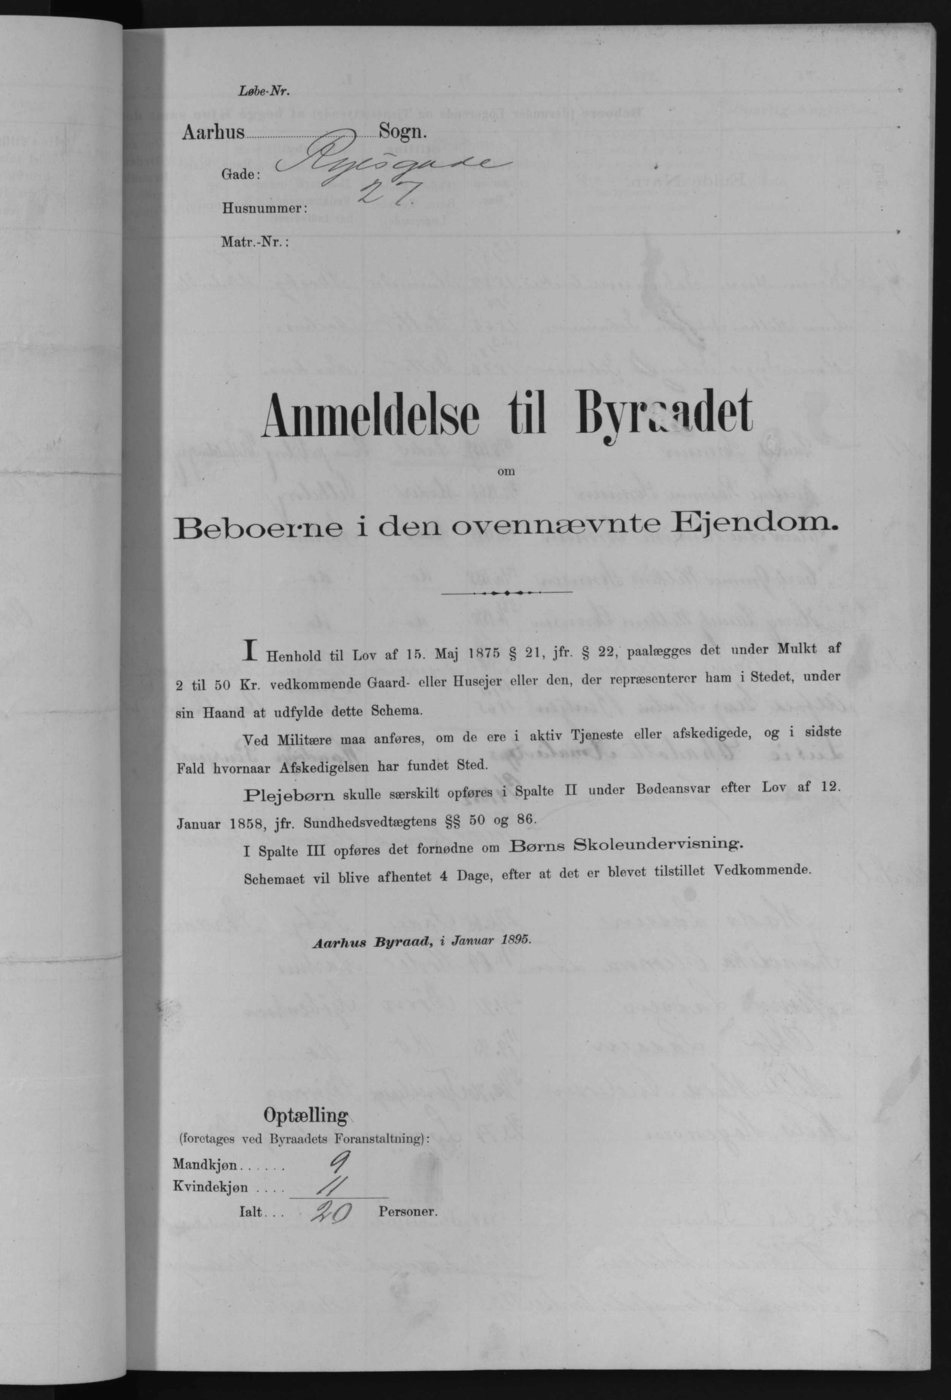 Løbe-Nr.
Aarhus Sogn.
Gade: Ryesgade
Husnummer: 27.
Matr.-Nr.:
Anmeldelse til Byraadet
om
Beboerne i den ovennævnte Ejendom.
I Henhold til Lov af 15. Maj 1875 § 21, jfr. § 22, paalægges det under Mulkt af
2 til 50 Kr. vedkommende Gaard- eller Husejer eller den, der repræsenterer ham i Stedet, under
sin Haand at udfylde dette Schema.
Ved Militære maa anføres, om de ere i aktiv Tjeneste eller afskedigede, og i sidste
Fald hvornaar Afskedigelsen har fundet Sted.
Plejebørn skulle særskilt opføres i Spalte II under Bødeansvar efter Lov af 12.
Januar 1858, jfr. Sundhedsvedtægtens §§ 50 og 86.
I Spalte III opføres det fornødne om Børns Skoleundervisning.
Schemaet vil blive afhentet 4 Dage, efter at det er blevet tilstillet Vedkommende.
Aarhus Byraad, i Januar 1895.
Optælling
(foretages ved Byraadets Foranstaltning):
Mandkjøn...... 9
Kvindekjøn .... 11
Ialt... 20 Personer.